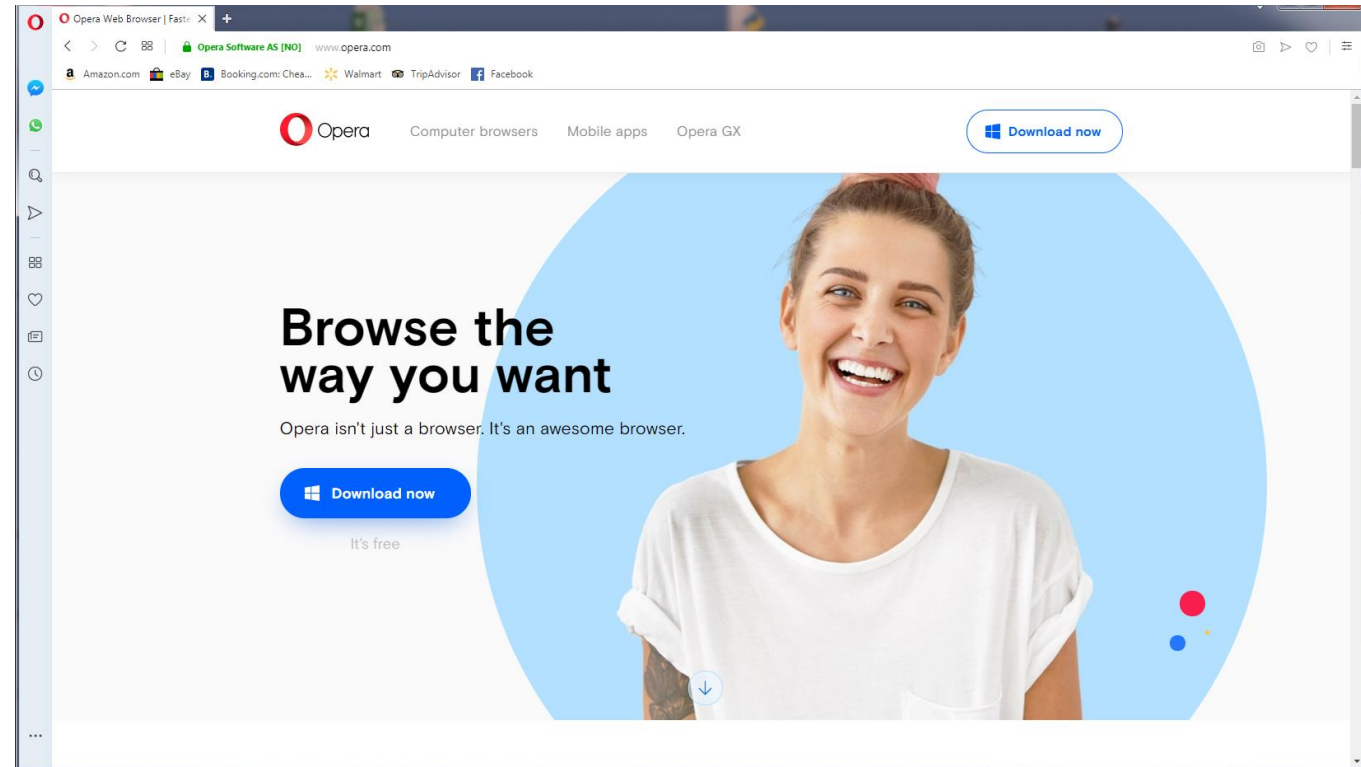 Opera Web Browser | Faste
Opera Software AS [NO] www.opera.com
a Amazon.com eBay B. Booking.com: Chea... Walmart TripAdvisor f Facebook
Opera Computer browsers Mobile apps Opera GX Download now
Browse the
way you want
Opera isn't just a browser. It's an awesome browser.
Download now
It's free